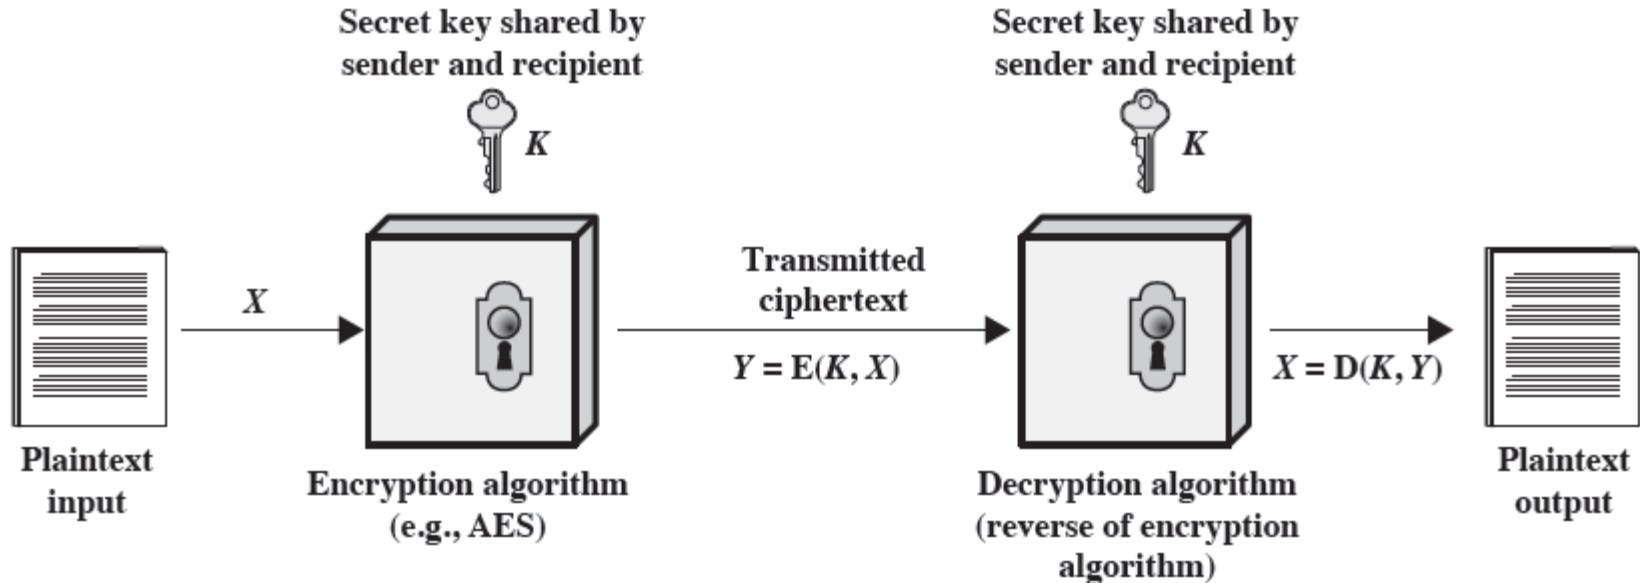 Secret key shared by
sender and recipient
K
Secret key shared by
sender and recipient
K
X
Transmitted
ciphertext
Y = E(K, X)
X = D(K, Y)
Plaintext
input
Encryption algorithm
(e.g., AES)
Decryption algorithm
(reverse of encryption
algorithm)
Plaintext
output